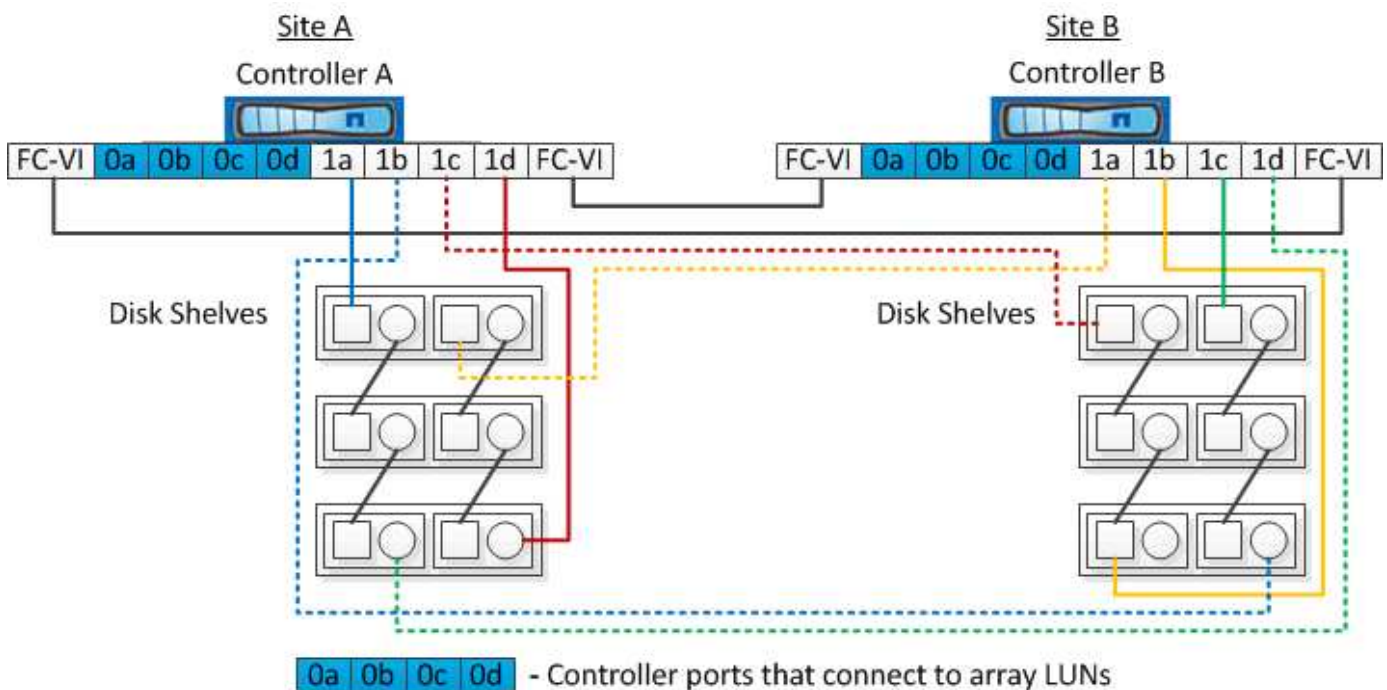 Site A
Site B
Controller A
Controller B
FC-VI 0a 0b 0c 0d 1a 1b 1c 1d FC-VI
FC-VI 0a 0b 0c 0d 1a 1b 1c 1d FC-VI
Disk Shelves
Disk Shelves
0a 0b 0c 0d - Controller ports that connect to array LUNs